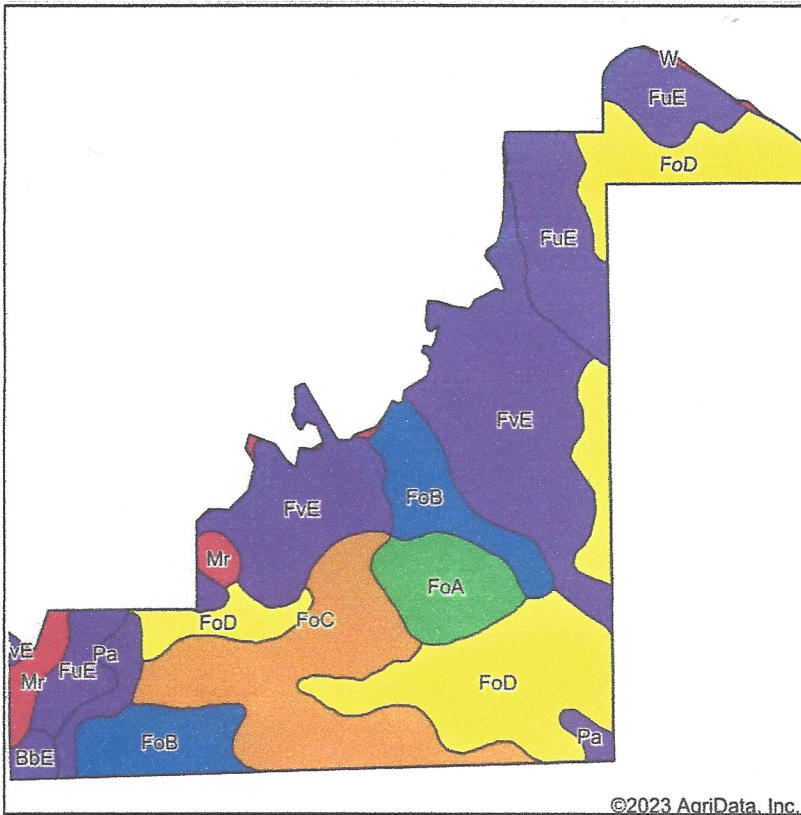 W
FuE
FoD
FuE
FvE
FoB
FvE
Mr
FoA
FoD
FoC
vE
Pa
FuE
Mr
FoD
FoB
Pa
BbE
©2023 AgriData, Inc.